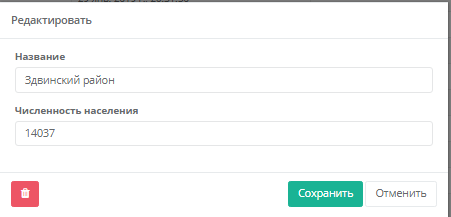 Редактировать
Название
Здвинский район
Численность населения
14037
Сохранить Отменить